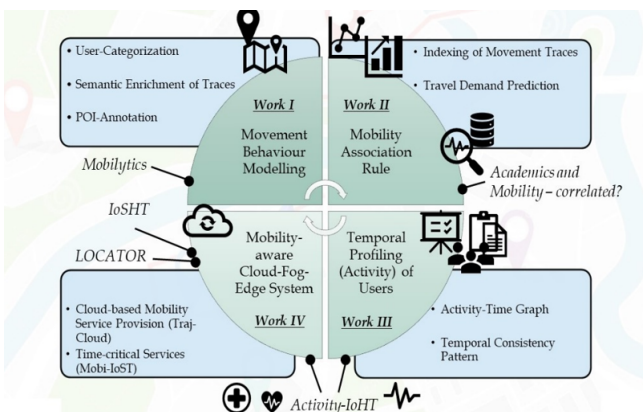 • User-Categorization
• Semantic Enrichment of Traces
• POI-Annotation
• Indexing of Movement Traces
• Travel Demand Prediction
Work I
Movement
Behaviour
Modelling
Work II
Mobility
Association
Rule
Mobilytics
Academics and
Mobility – correlated?
IoSHT
LOCATOR
Mobility-
aware
Cloud-Fog-
Edge System
Work IV
Temporal
Profiling
(Activity) of
Users
Work III
• Cloud-based Mobility
Service Provision (Traj-
Cloud)
• Time-critical Services
(Mobi-IoST)
• Activity-Time Graph
• Temporal Consistency
Pattern
Activity-IoHT